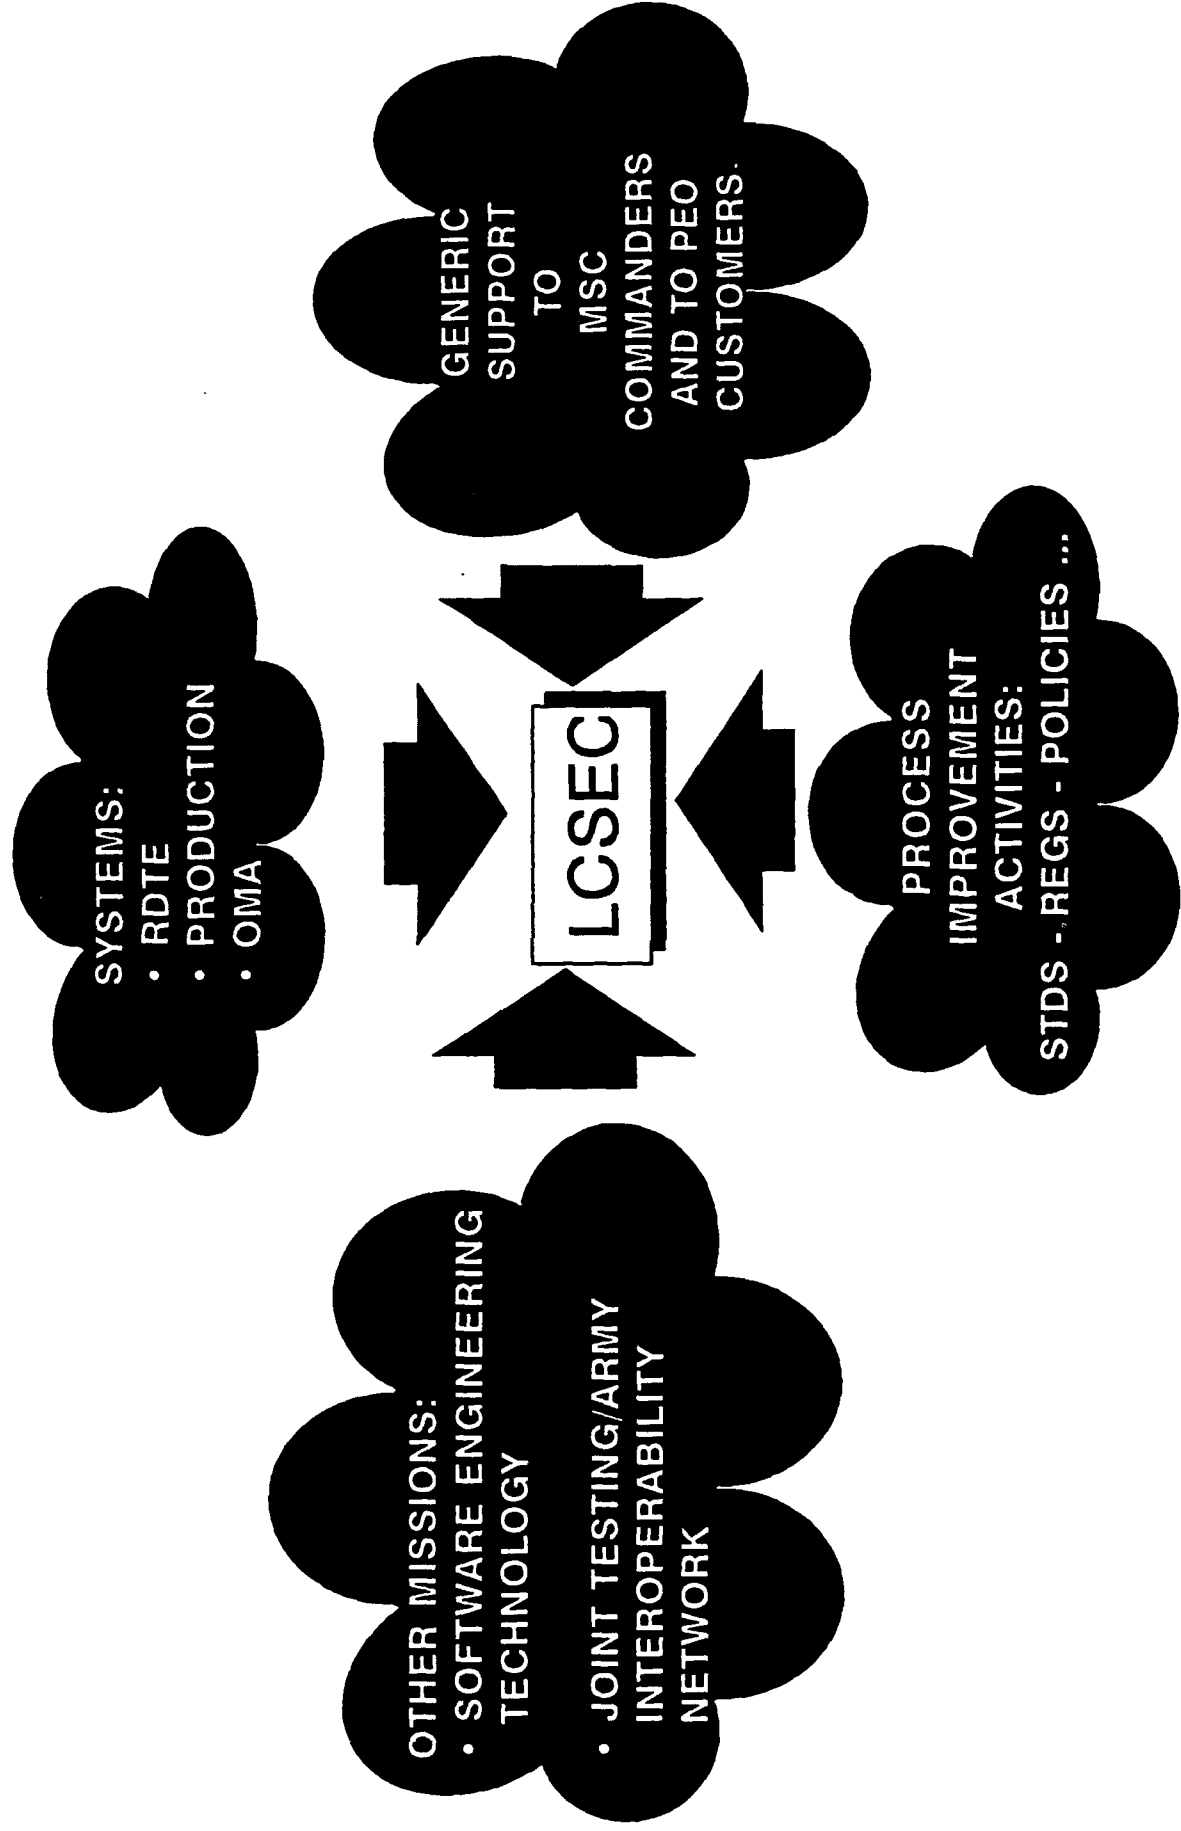 SYSTEMS:
• RDTE
• PRODUCTION
• OMA
OTHER MISSIONS:
• SOFTWARE ENGINEERING
TECHNOLOGY
• JOINT TESTING/ARMY
INTEROPERABILITY
NETWORK
LCSEC
GENERIC
SUPPORT
TO
MSC
COMMANDERS
AND TO PEO
CUSTOMERS.
PROCESS
IMPROVEMENT
ACTIVITIES:
STDS - REGS - POLICIES ...